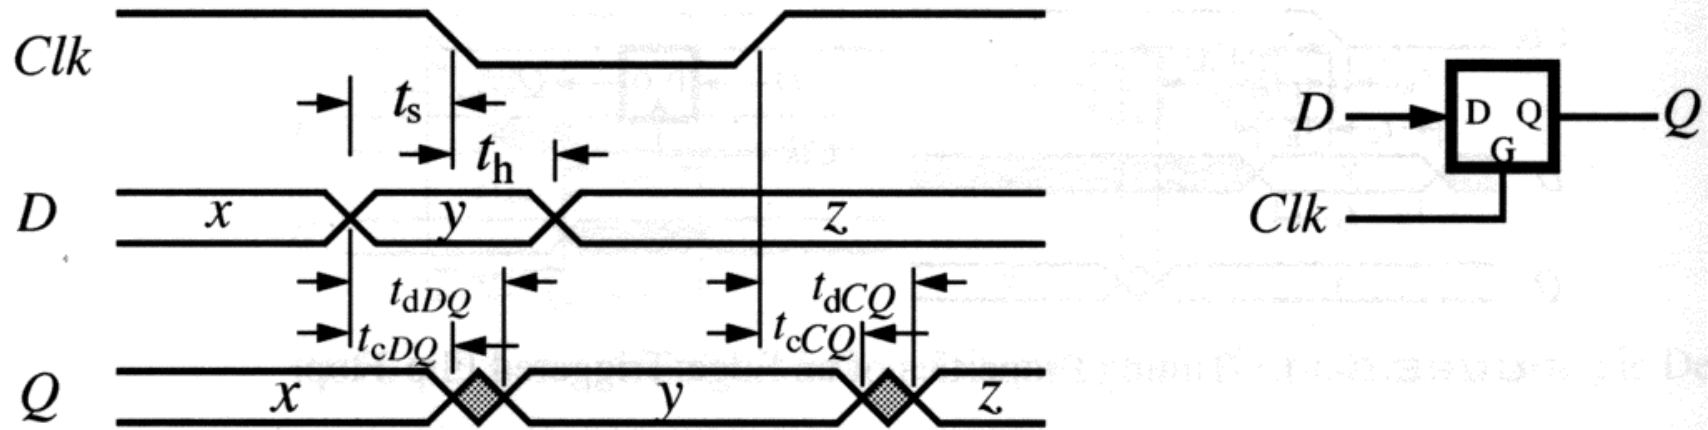 Clk
t_s
t_h
D
x y z
t_dDQ t_dCQ
t_cDQ t_cCQ
Q
x y z
D D Q Q
G
Clk